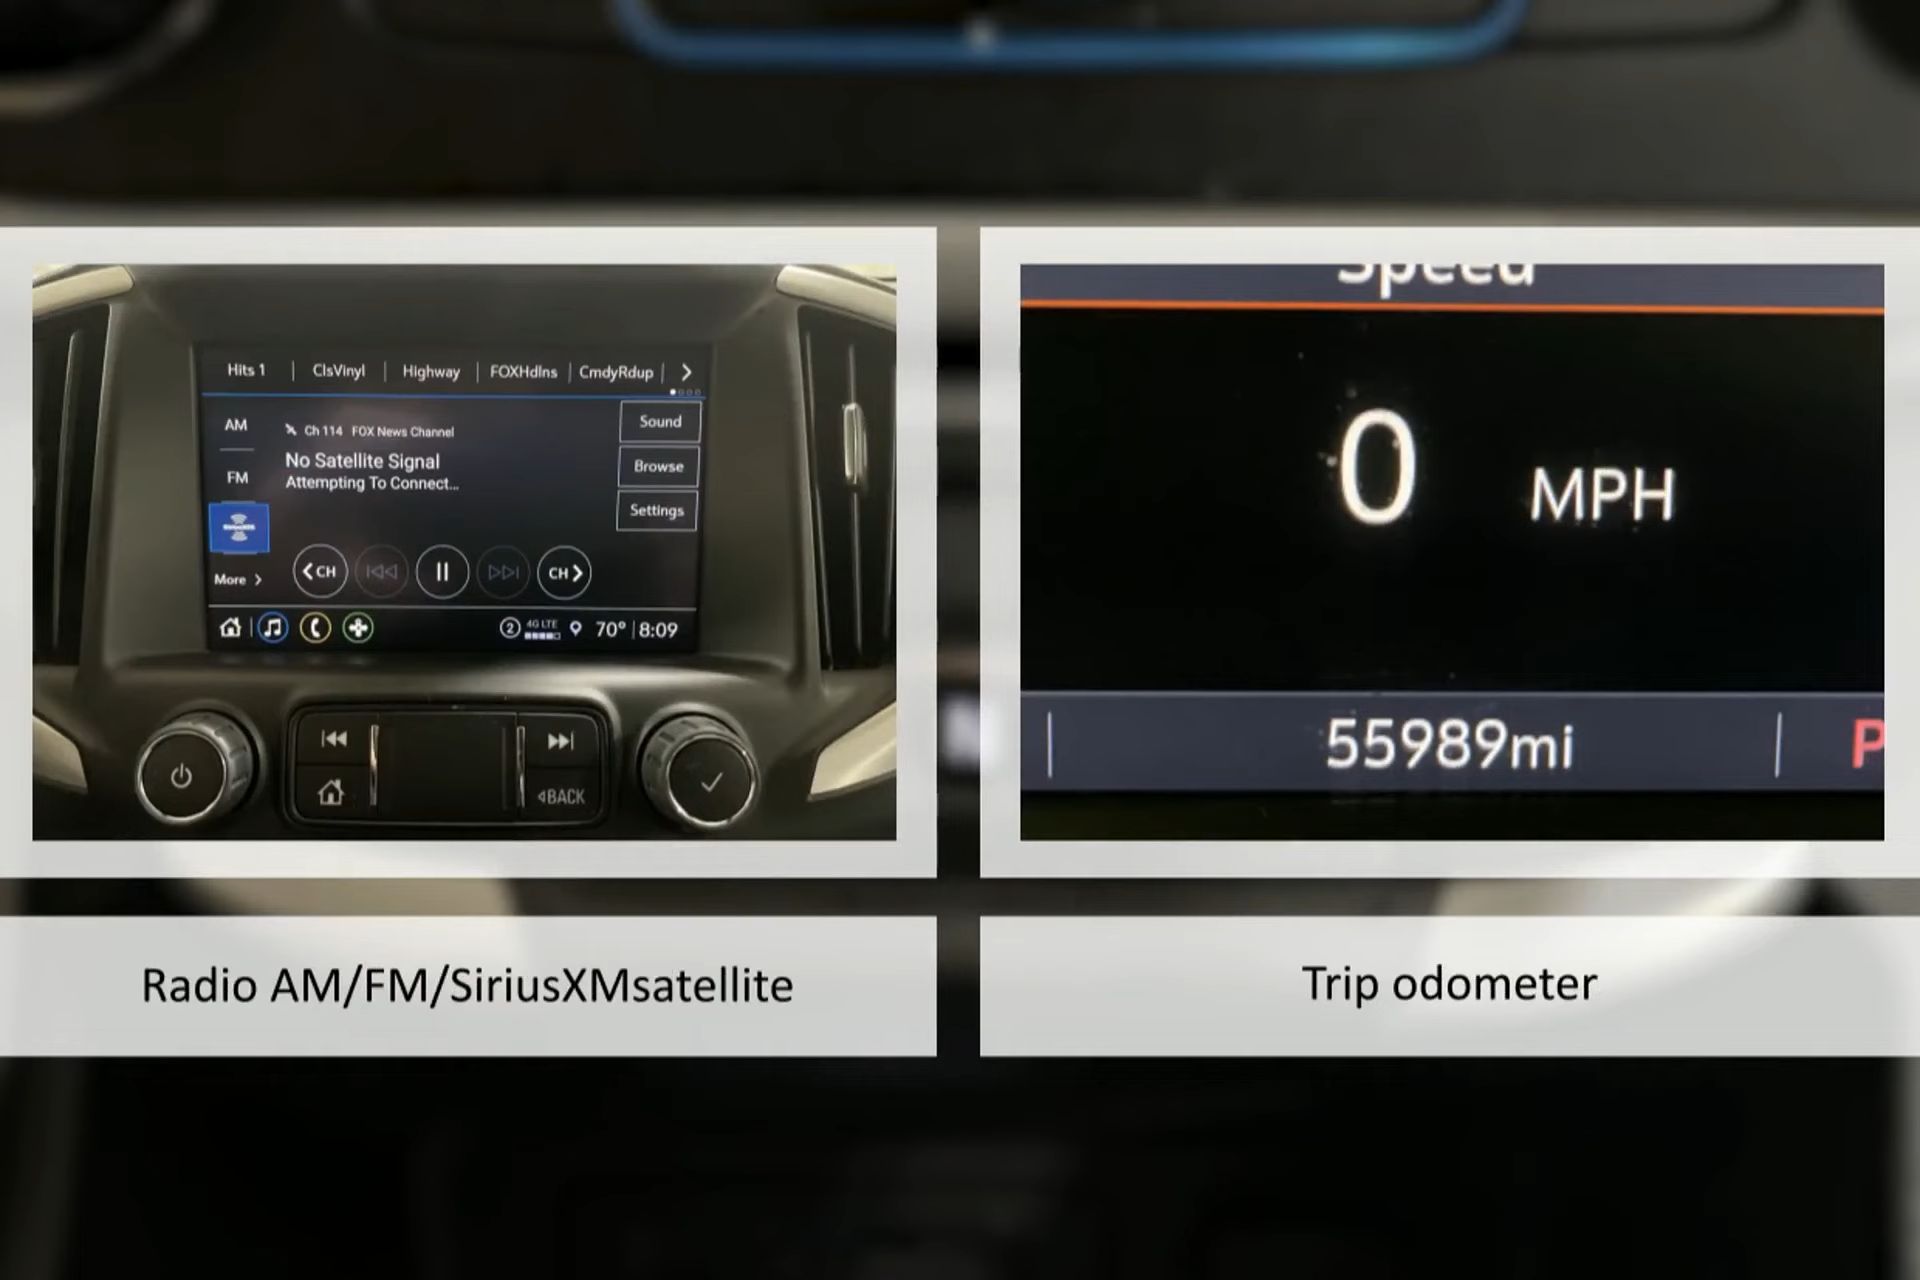 Hits 1 | ClsVinyl | Highway | FOXHdlns | CmdyRdup |
AM
Ch 114 FOX News Channel
Sound
No Satellite Signal
Attempting To Connect...
FM
Browse
Settings
More
CH
CH
2 4G LTE 70° 8:09
BACK
Speed
0 MPH
55989mi
P
Radio AM/FM/SiriusXMsatellite
Trip odometer